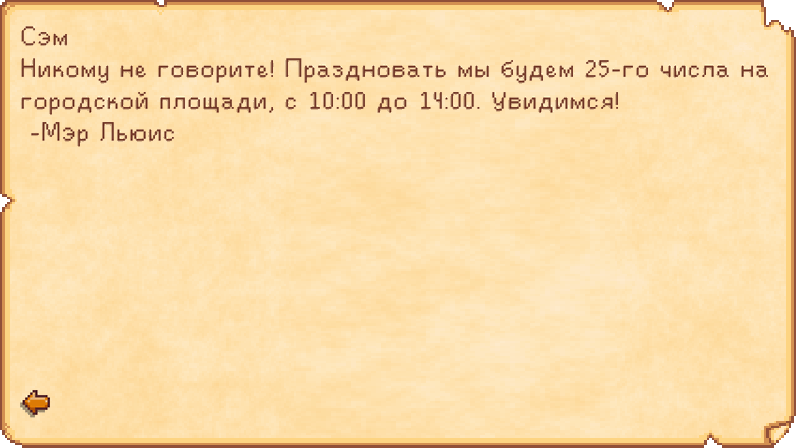 Сэм
Никому не говорите! Праздновать мы будем 25-го числа на
городской площади, с 10:00 до 14:00. Увидимся!
-Мэр Льюис